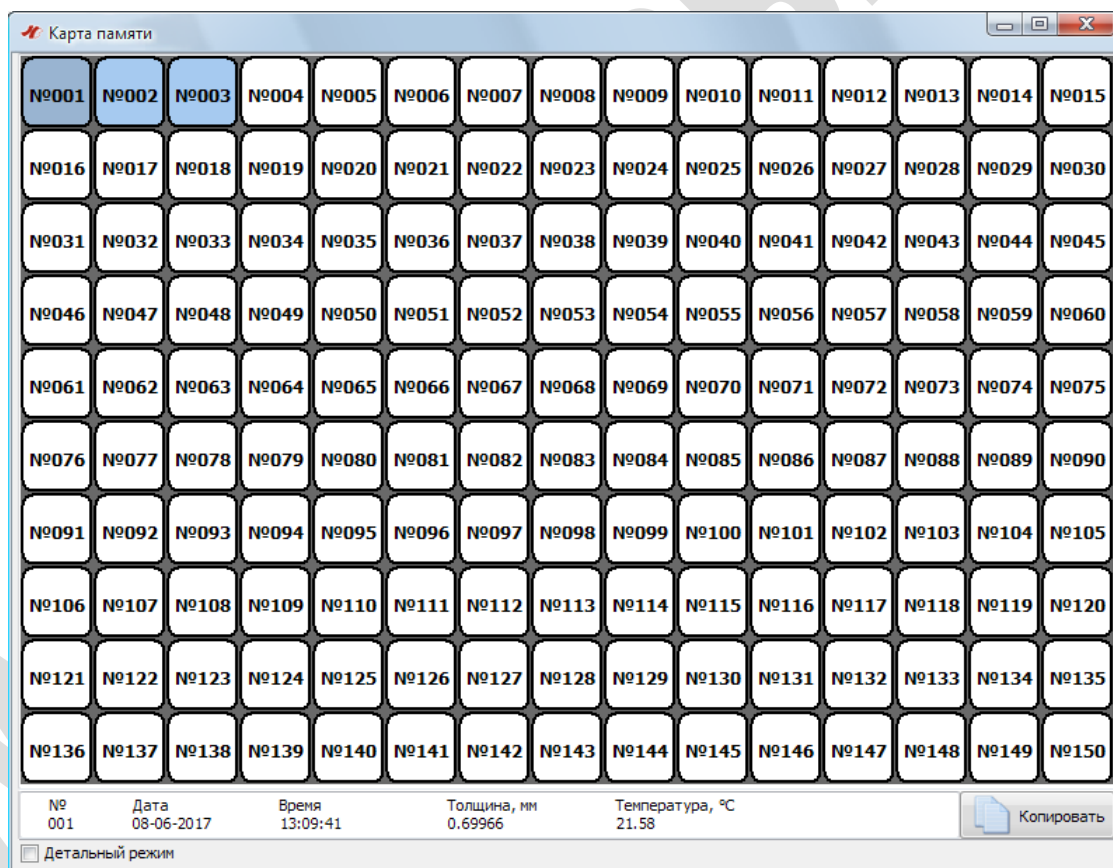 Карта памяти
№001 №002 №003 №004 №005 №006 №007 №008 №009 №010 №011 №012 №013 №014 №015
№016 №017 №018 №019 №020 №021 №022 №023 №024 №025 №026 №027 №028 №029 №030
№031 №032 №033 №034 №035 №036 №037 №038 №039 №040 №041 №042 №043 №044 №045
№046 №047 №048 №049 №050 №051 №052 №053 №054 №055 №056 №057 №058 №059 №060
№061 №062 №063 №064 №065 №066 №067 №068 №069 №070 №071 №072 №073 №074 №075
№076 №077 №078 №079 №080 №081 №082 №083 №084 №085 №086 №087 №088 №089 №090
№091 №092 №093 №094 №095 №096 №097 №098 №099 №100 №101 №102 №103 №104 №105
№106 №107 №108 №109 №110 №111 №112 №113 №114 №115 №116 №117 №118 №119 №120
№121 №122 №123 №124 №125 №126 №127 №128 №129 №130 №131 №132 №133 №134 №135
№136 №137 №138 №139 №140 №141 №142 №143 №144 №145 №146 №147 №148 №149 №150
№ Дата Время Толщина, мм Температура, °C
001 08-06-2017 13:09:41 0.69966 21.58
Копировать
Детальный режим